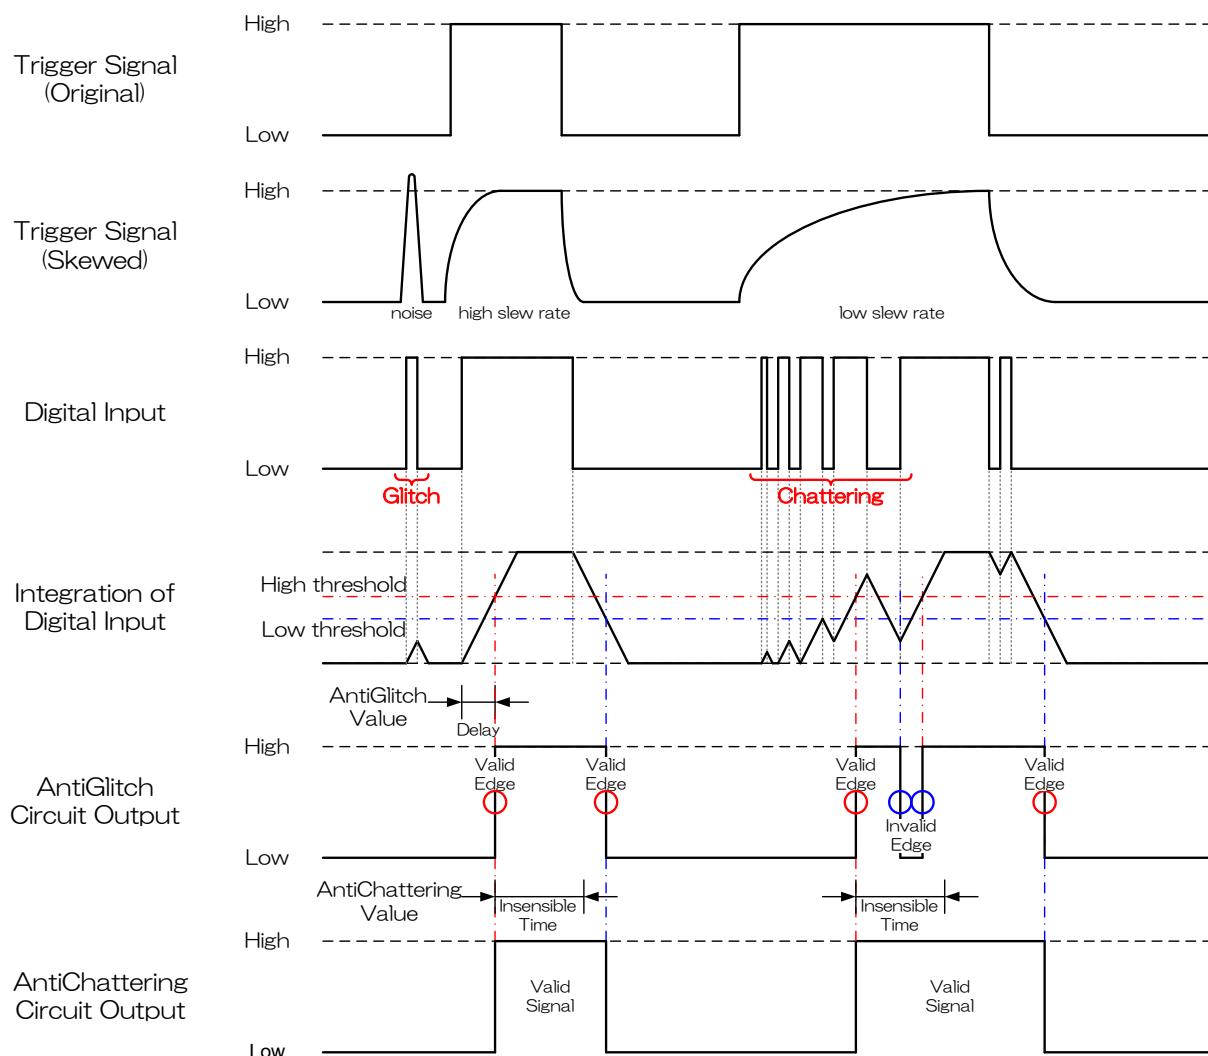 High
Trigger Signal
(Original)
Low
High
Trigger Signal
(Skewed)
Low
noise
high slew rate
low slew rate
High
Digital Input
Low
Glitch
Chattering
High threshold
Integration of
Digital Input
Low threshold
AntiGlitch
Value
Delay
High
Valid
Edge
Valid
Edge
Valid
Edge
Valid
Edge
AntiGlitch
Circuit Output
Invalid
Edge
Low
AntiChattering
Value
Insensible
Time
Insensible
Time
High
AntiChattering
Circuit Output
Valid
Signal
Valid
Signal
Low